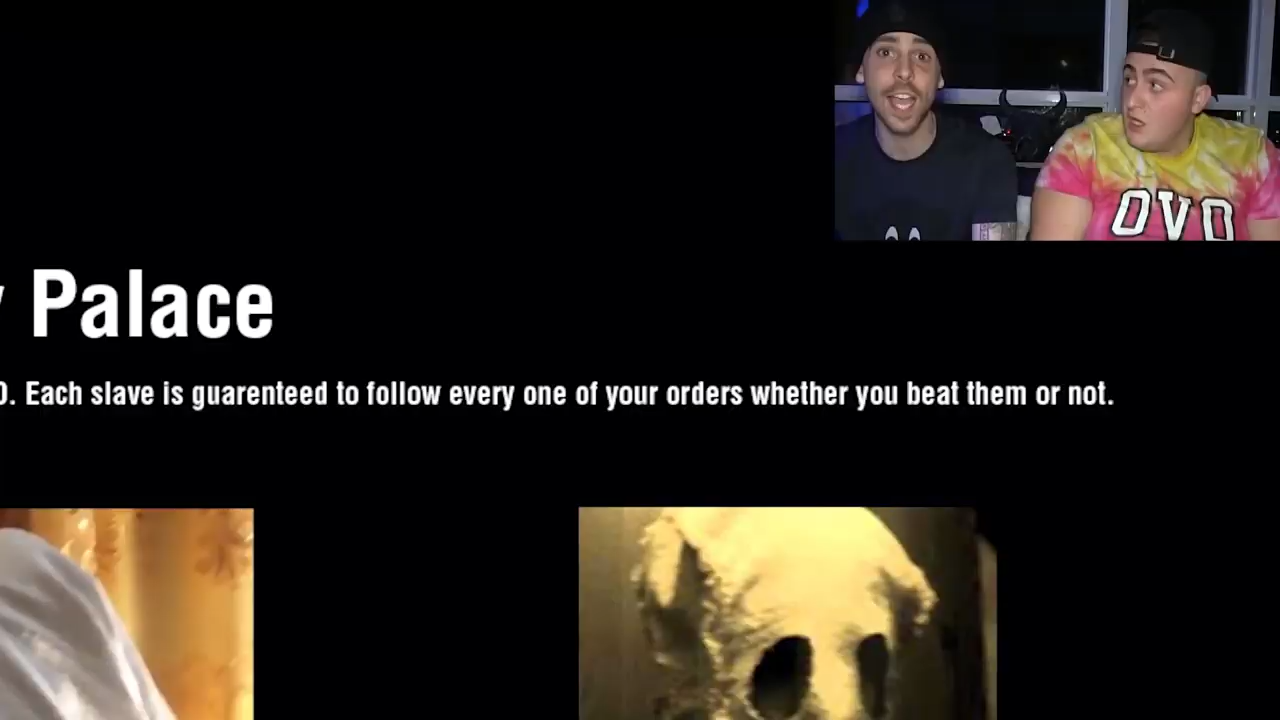 OVO
Palace
0. Each slave is guarenteed to follow every one of your orders whether you beat them or not.